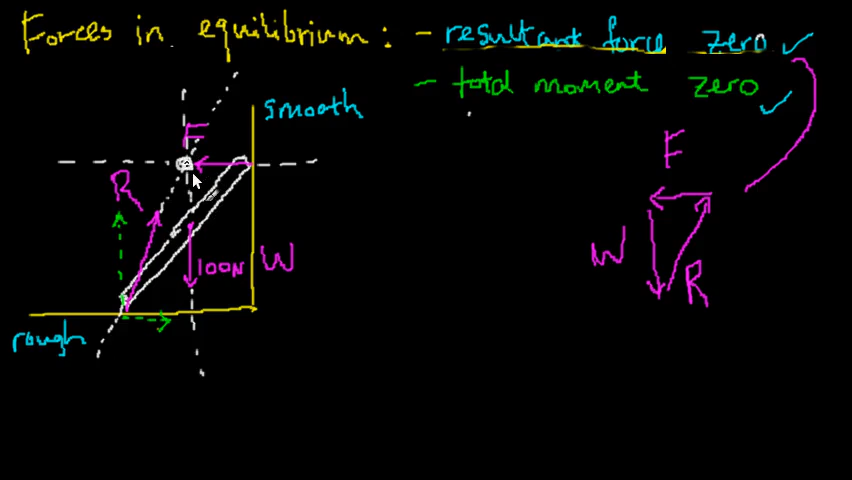 Forces in equilibrium: - resultant force zero
- total moment zero
smooth
F
F
R
W
100N
W
R
rough